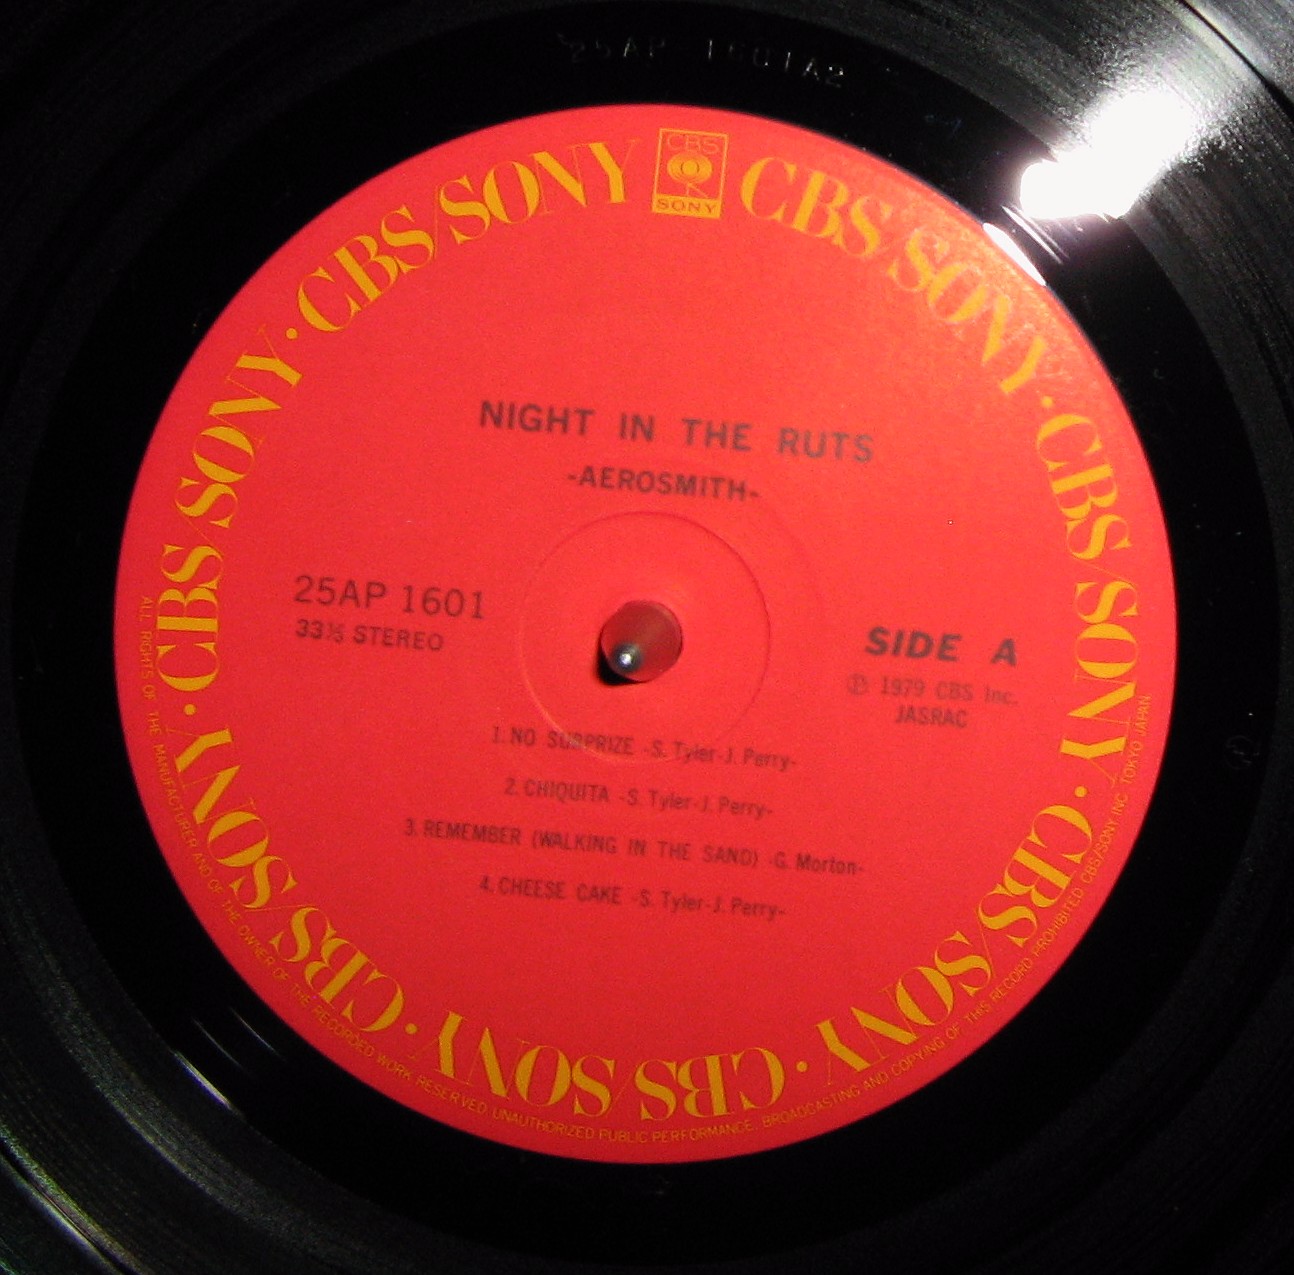 25AP 1601A2
CBS
SONY
CBS/SONY · CBS/SONY · CBS/SONY · CBS/SONY · CBS/SONY · CBS/SONY · CBS/SONY · CBS/SONY
NIGHT IN THE RUTS
-AEROSMITH-
25AP 1601
33⅓ STEREO
SIDE A
Ⓟ 1979 CBS Inc.
JASRAC
1. NO SURPRIZE -S. Tyler-J. Perry-
2. CHIQUITA -S. Tyler-J. Perry-
3. REMEMBER (WALKING IN THE SAND) -G. Morton-
4. CHEESE CAKE -S. Tyler-J. Perry-
ALL RIGHTS OF THE MANUFACTURER AND OF THE OWNER OF THE RECORDED WORK RESERVED UNAUTHORIZED PUBLIC PERFORMANCE. BROADCASTING AND COPYING OF THIS RECORD PROHIBITED. CBS/SONY INC. TOKYO JAPAN